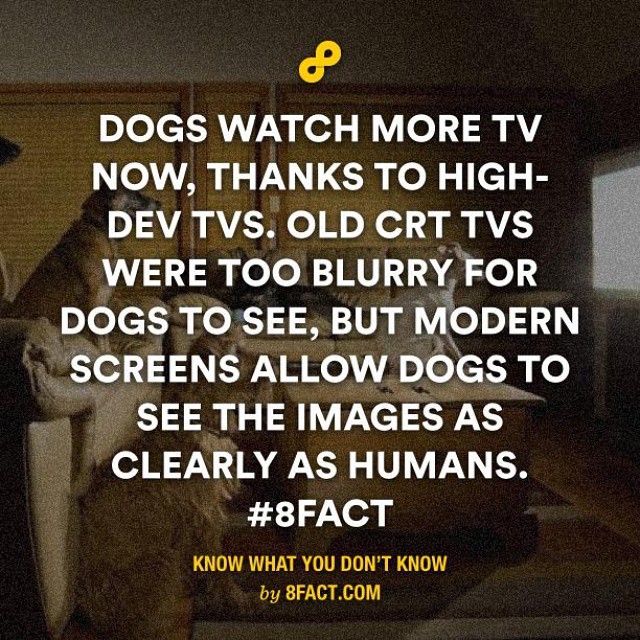 DOGS WATCH MORE TV
NOW, THANKS TO HIGH-
DEV TVS. OLD CRT TVS
WERE TOO BLURRY FOR
DOGS TO SEE, BUT MODERN
SCREENS ALLOW DOGS TO
SEE THE IMAGES AS
CLEARLY AS HUMANS.
#8FACT
KNOW WHAT YOU DON'T KNOW
by 8FACT.COM